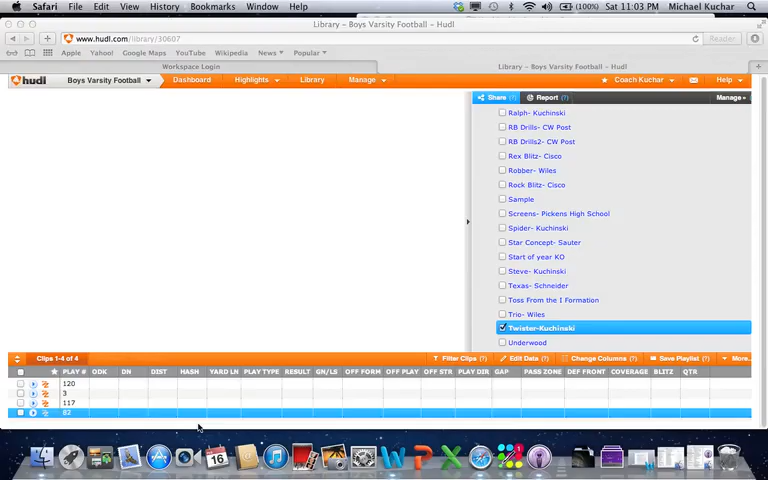 Safari File Edit View History Bookmarks Window Help (100%) Sat 11:03 PM Michael Kuchar
Library – Boys Varsity Football – Hudl
www.hudl.com/library/30607 Reader
Apple Yahoo! Google Maps YouTube Wikipedia News Popular
Workspace Login Library – Boys Varsity Football – Hudl
hudl Boys Varsity Football Dashboard Highlights Library Manage Coach Kuchar Help
Share (?) Report (?) Manage
Ralph- Kuchinski
RB Drills- CW Post
RB Drills2- CW Post
Rex Blitz- Cisco
Robber- Wiles
Rock Blitz- Cisco
Sample
Screens- Pickens High School
Spider- Kuchinski
Star Concept- Sauter
Start of year KO
Steve- Kuchinski
Texas- Schneider
Toss From the I Formation
Trio- Wiles
Twister-Kuchinski
Underwood
Clips 1-4 of 4 Filter Clips (?) Edit Data (?) Change Columns (?) Save Playlist (?) More...
PLAY # ODK DN DIST HASH YARD LN PLAY TYPE RESULT GN/LS OFF FORM OFF PLAY OFF STR PLAY DIR GAP PASS ZONE DEF FRONT COVERAGE BLITZ QTR
120
3
117
82
16
1